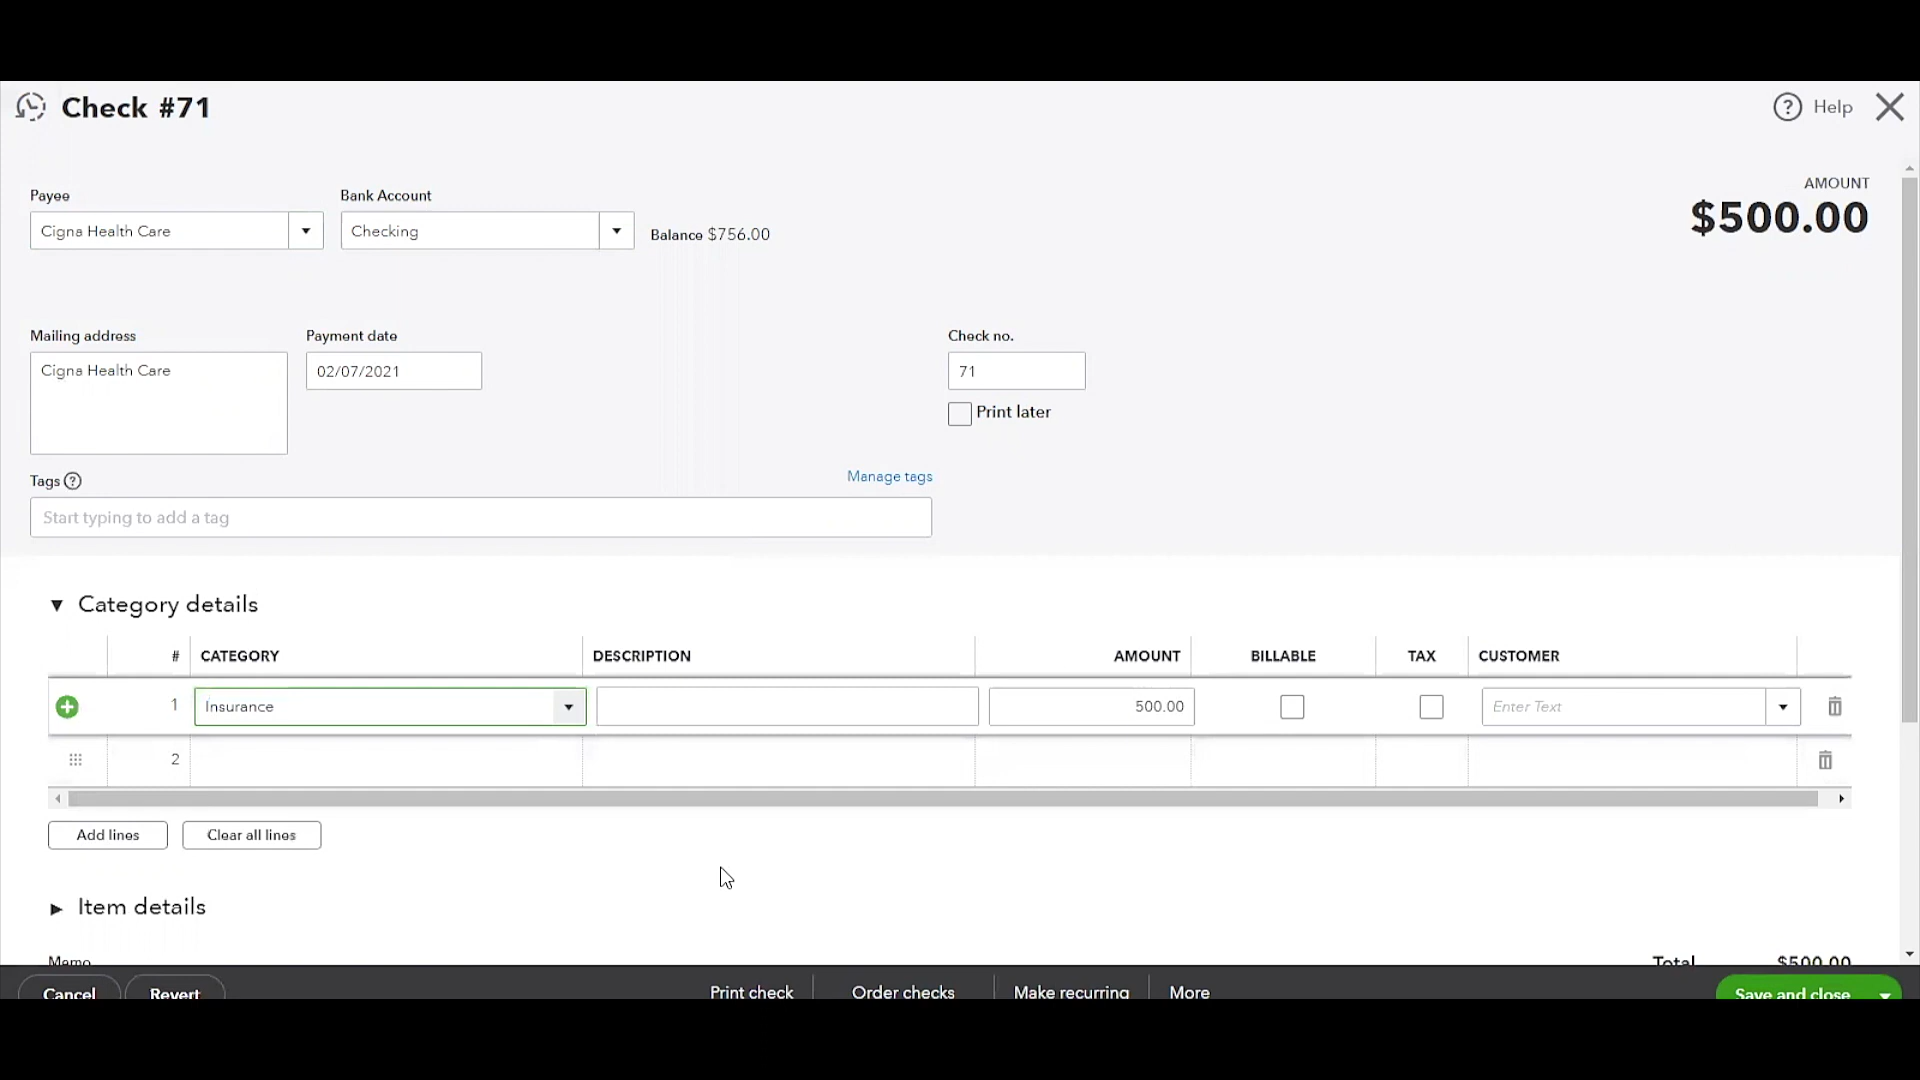 Check #71
Help
Payee
Bank Account
AMOUNT
$500.00
Cigna Health Care
Checking
Balance $756.00
Mailing address
Payment date
Check no.
Cigna Health Care
02/07/2021
71
Print later
Tags ?
Manage tags
Start typing to add a tag
Category details
# CATEGORY DESCRIPTION AMOUNT BILLABLE TAX CUSTOMER
1 Insurance 500.00 Enter Text
2
Add lines
Clear all lines
Item details
Memo
Total $500.00
Cancel Revert Print check Order checks Make recurring More Save and close